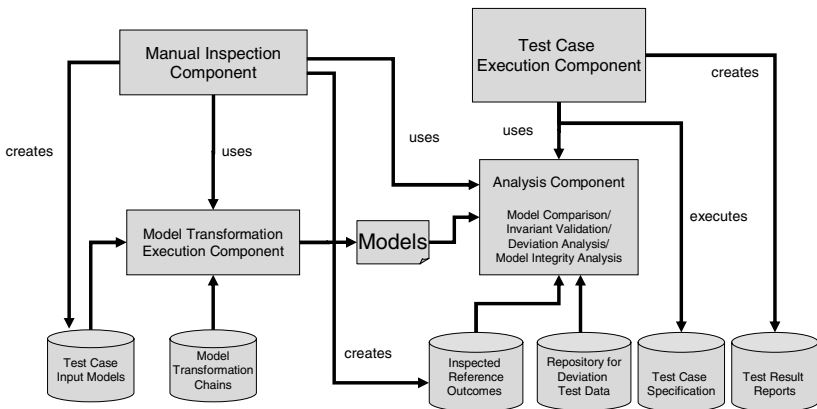 Manual Inspection
Component
Test Case
Execution Component
creates
creates
uses
uses
uses
Analysis Component
Model Comparison/
Invariant Validation/
Deviation Analysis/
Model Integrity Analysis
executes
Model Transformation
Execution Component
Models
creates
Test Case
Input Models
Model
Transformation
Chains
Inspected
Reference
Outcomes
Repository for
Deviation
Test Data
Test Case
Specification
Test Result
Reports